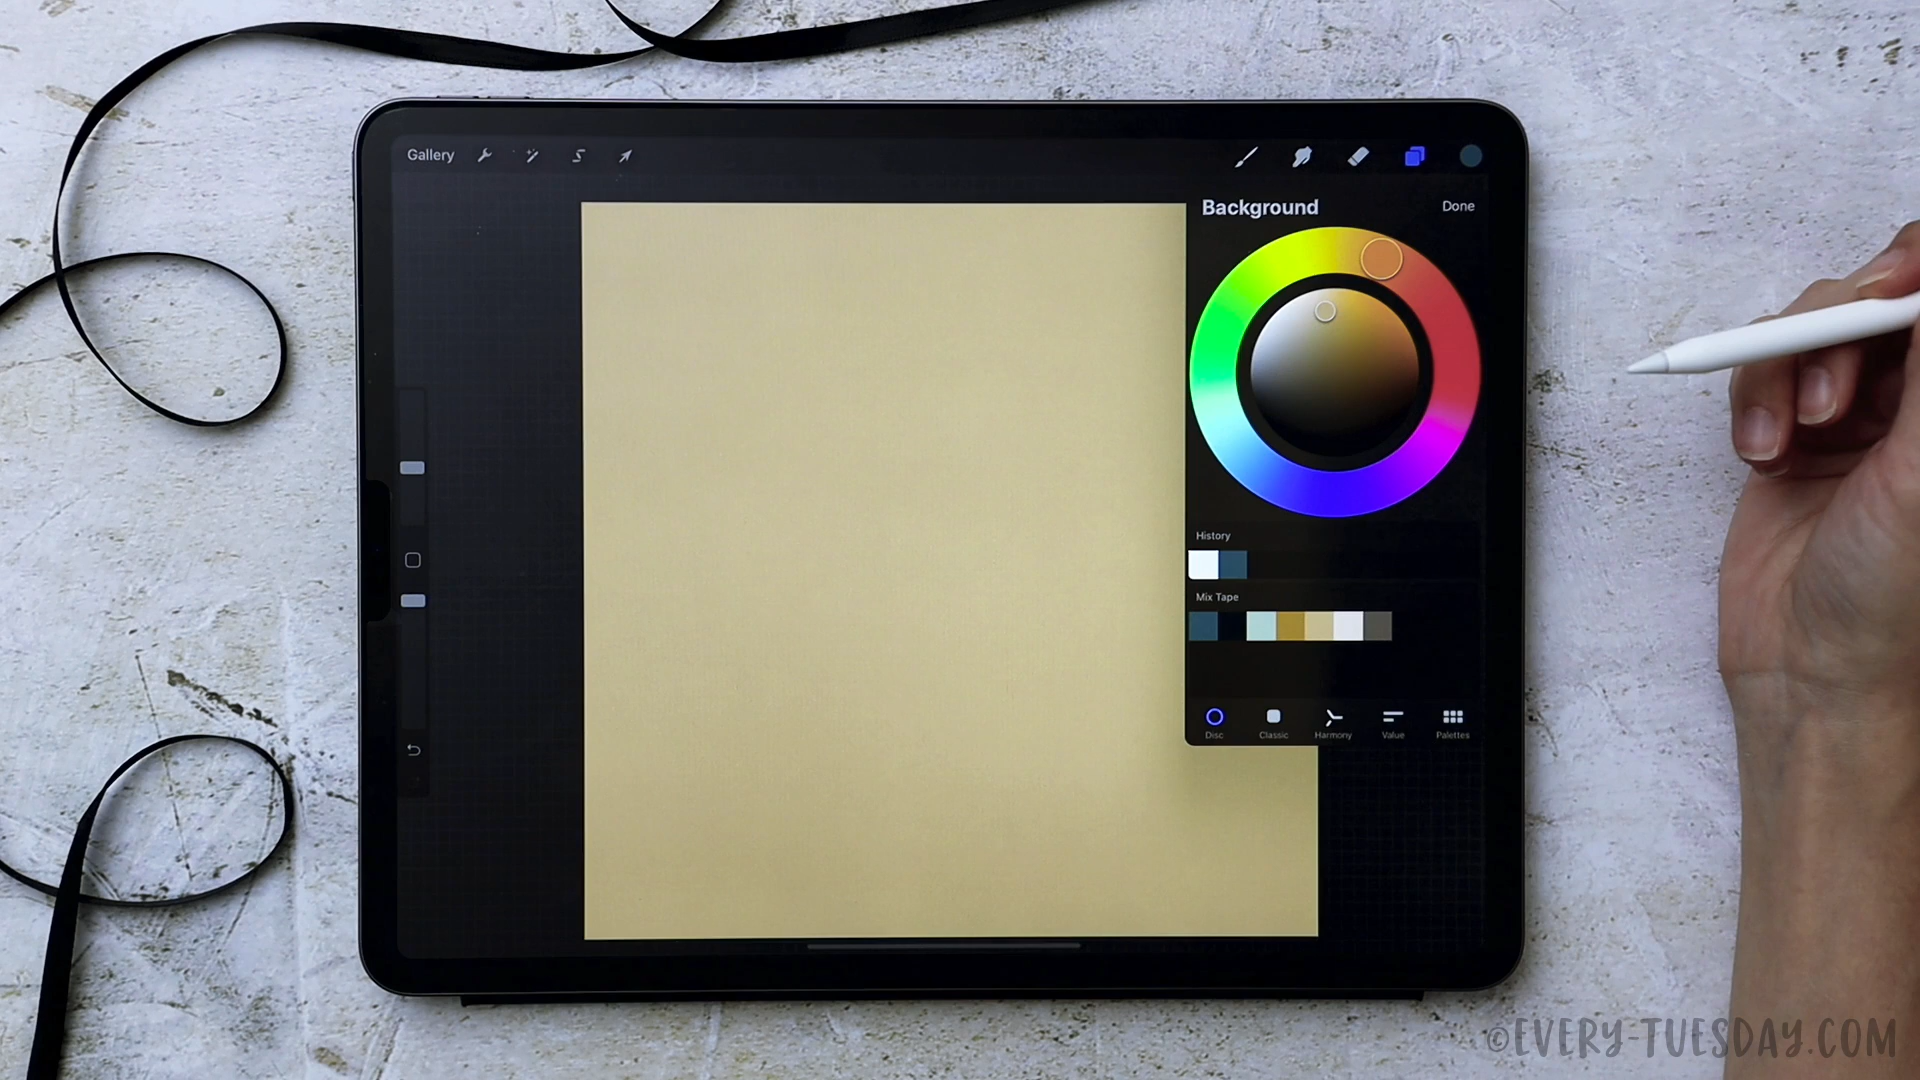 Gallery
Background
Done
History
Mix Tape
Disc
Classic
Harmony
Value
Palettes
©EVERY-TUESDAY.COM